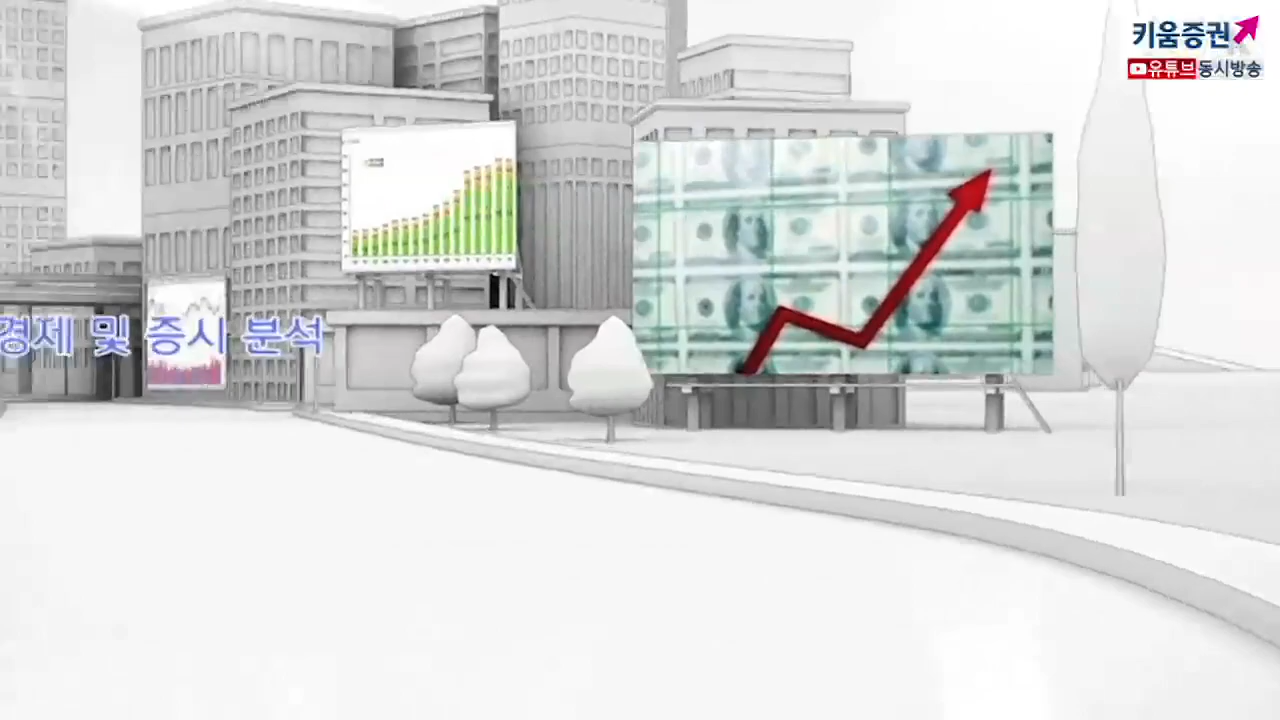 키움증권
유튜브동시방송
경제 및 증시 분석